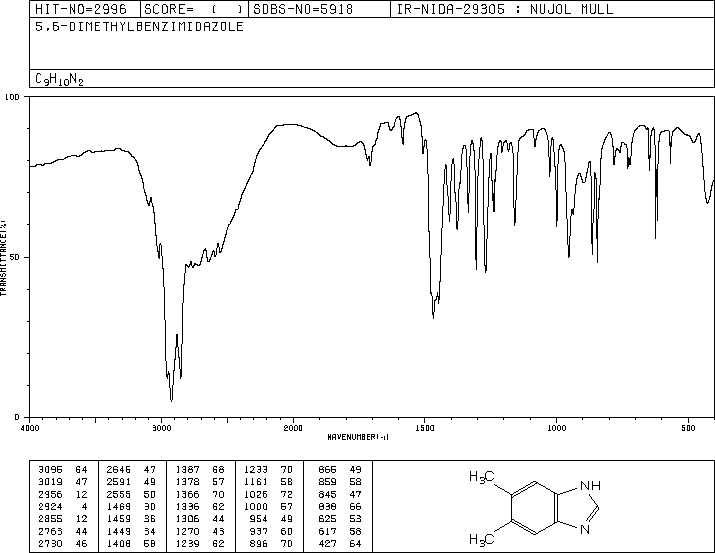 HIT-NO=2996 SCORE= ( ) SDBS-NO=5918 IR-NIDA-29305 : NUJOL MULL
5,6-DIMETHYLBENZIMIDAZOLE
C9H10N2
100
50
0
TRANSMITTANCE(%)
4000 3000 2000 1500 1000 500
WAVENUMBER(-1)
3095 64 2646 47 1387 68 1233 70 866 49
3019 47 2591 49 1378 57 1161 58 859 58
2956 12 2555 50 1366 70 1026 72 845 47
2924 4 1469 30 1336 62 1000 57 838 66
2855 12 1459 36 1306 44 954 49 625 53
2763 44 1449 34 1270 43 937 60 617 58
2730 46 1408 58 1239 62 896 70 427 64
H3C
H3C
NH
N